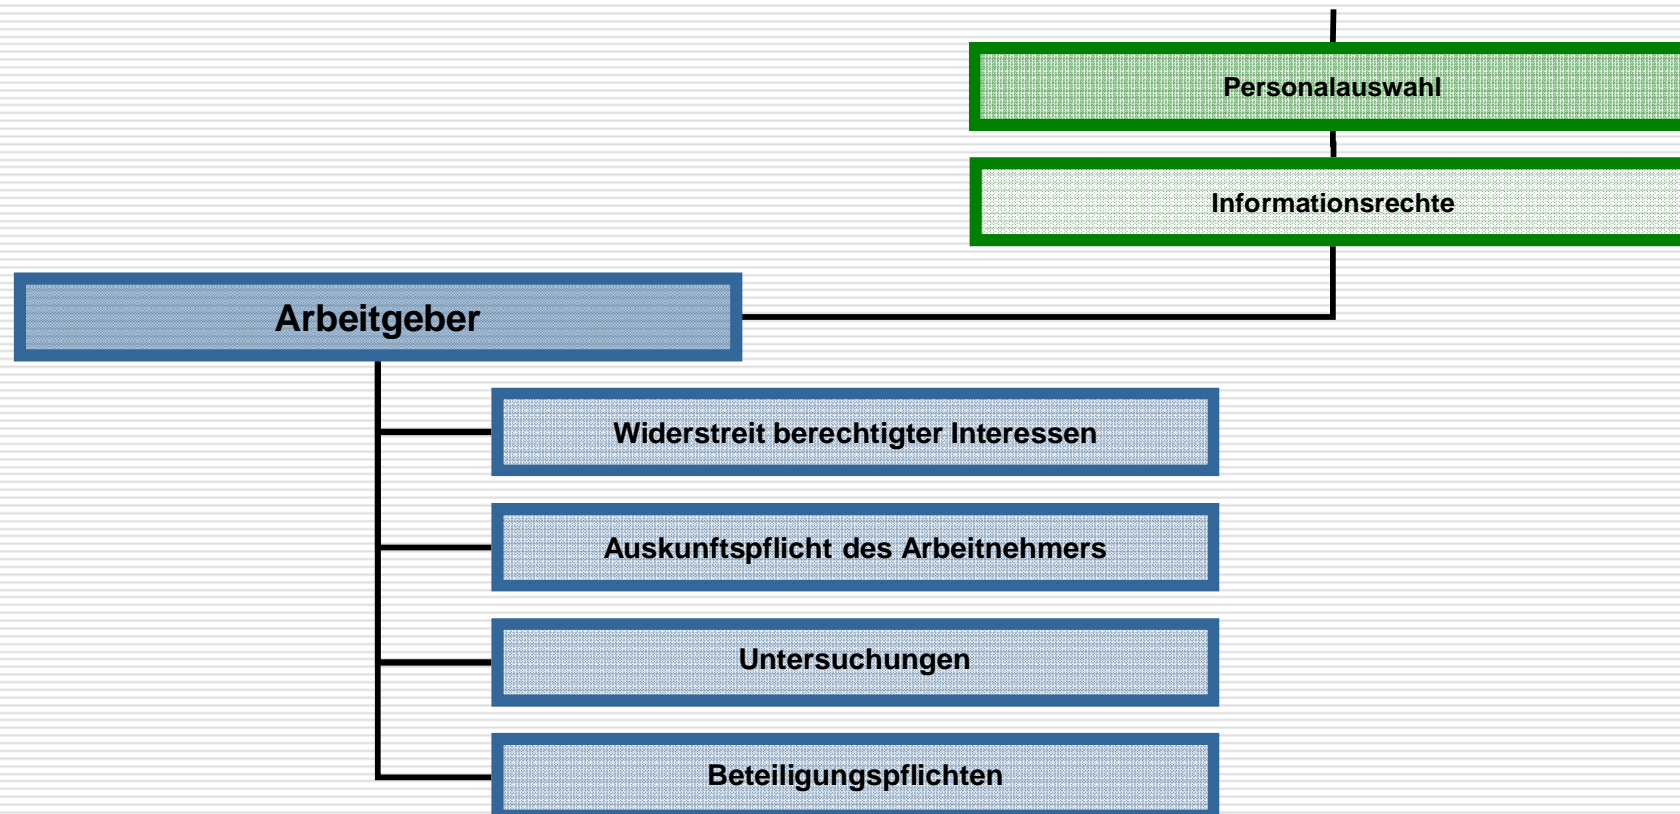 Personalauswahl
Informationsrechte
Arbeitgeber
Widerstreit berechtigter Interessen
Auskunftspflicht des Arbeitnehmers
Untersuchungen
Beteiligungspflichten